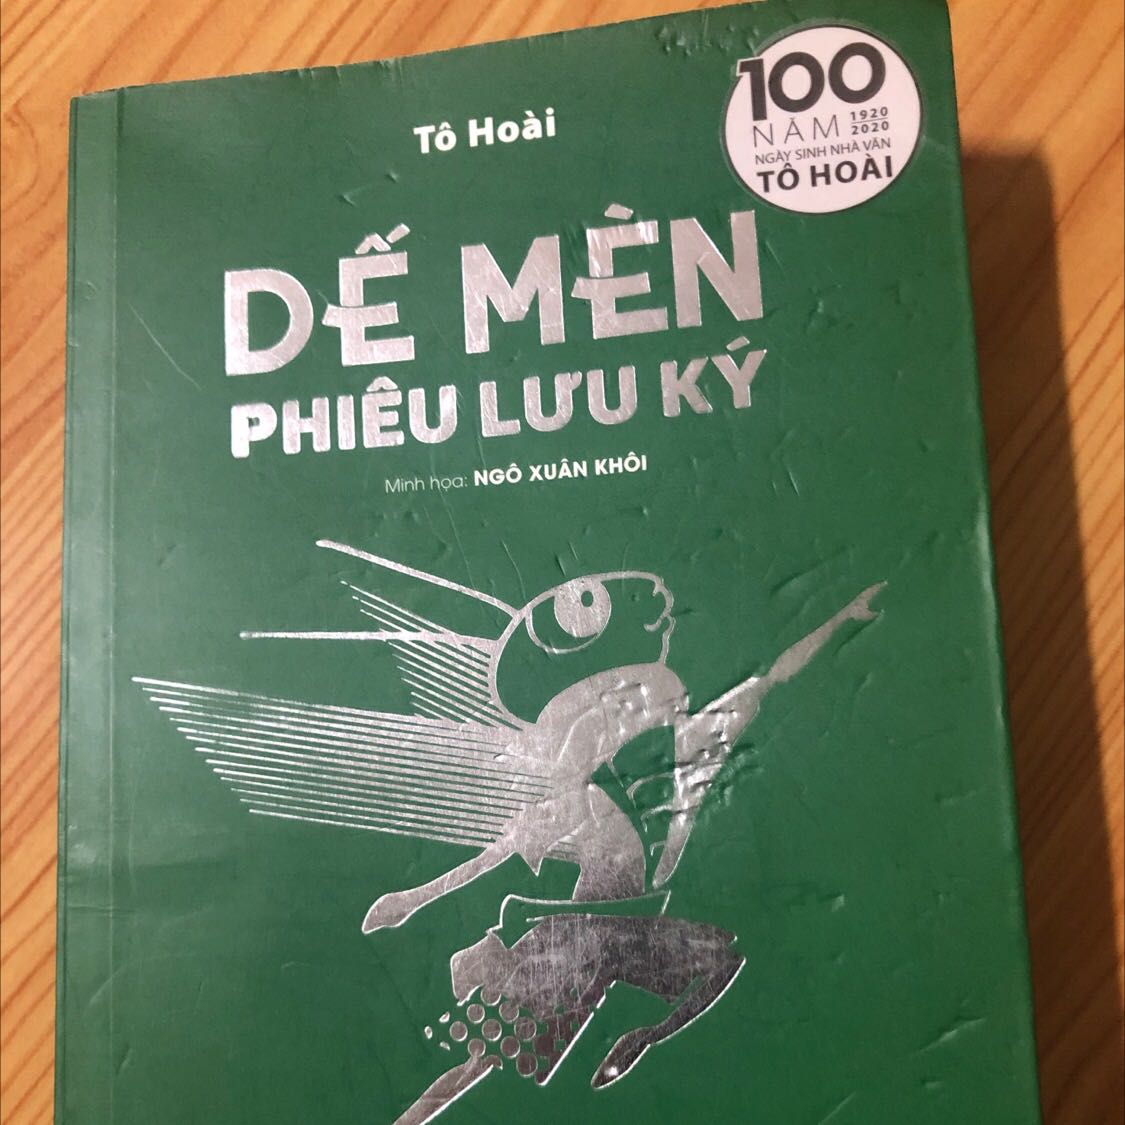 Tô Hoài
100
NĂM 1920
2020
NGÀY SINH NHÀ VĂN
TÔ HOÀI
DẾ MÈN
PHIÊU LƯU KÝ
Minh họa: NGÔ XUÂN KHÔI